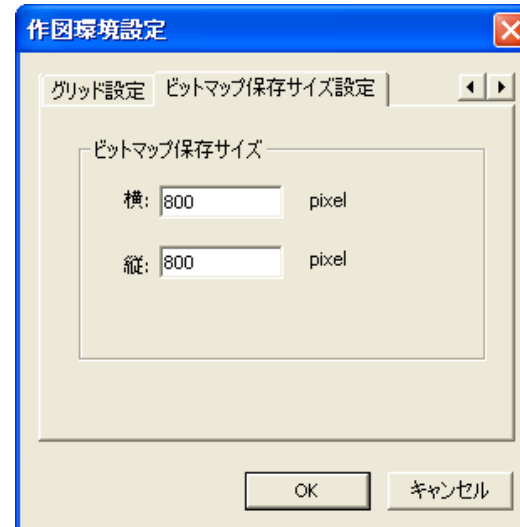 作図環境設定
グリッド設定 ビットマップ保存サイズ設定
ビットマップ保存サイズ
横: 800 pixel
縦: 800 pixel
OK キャンセル